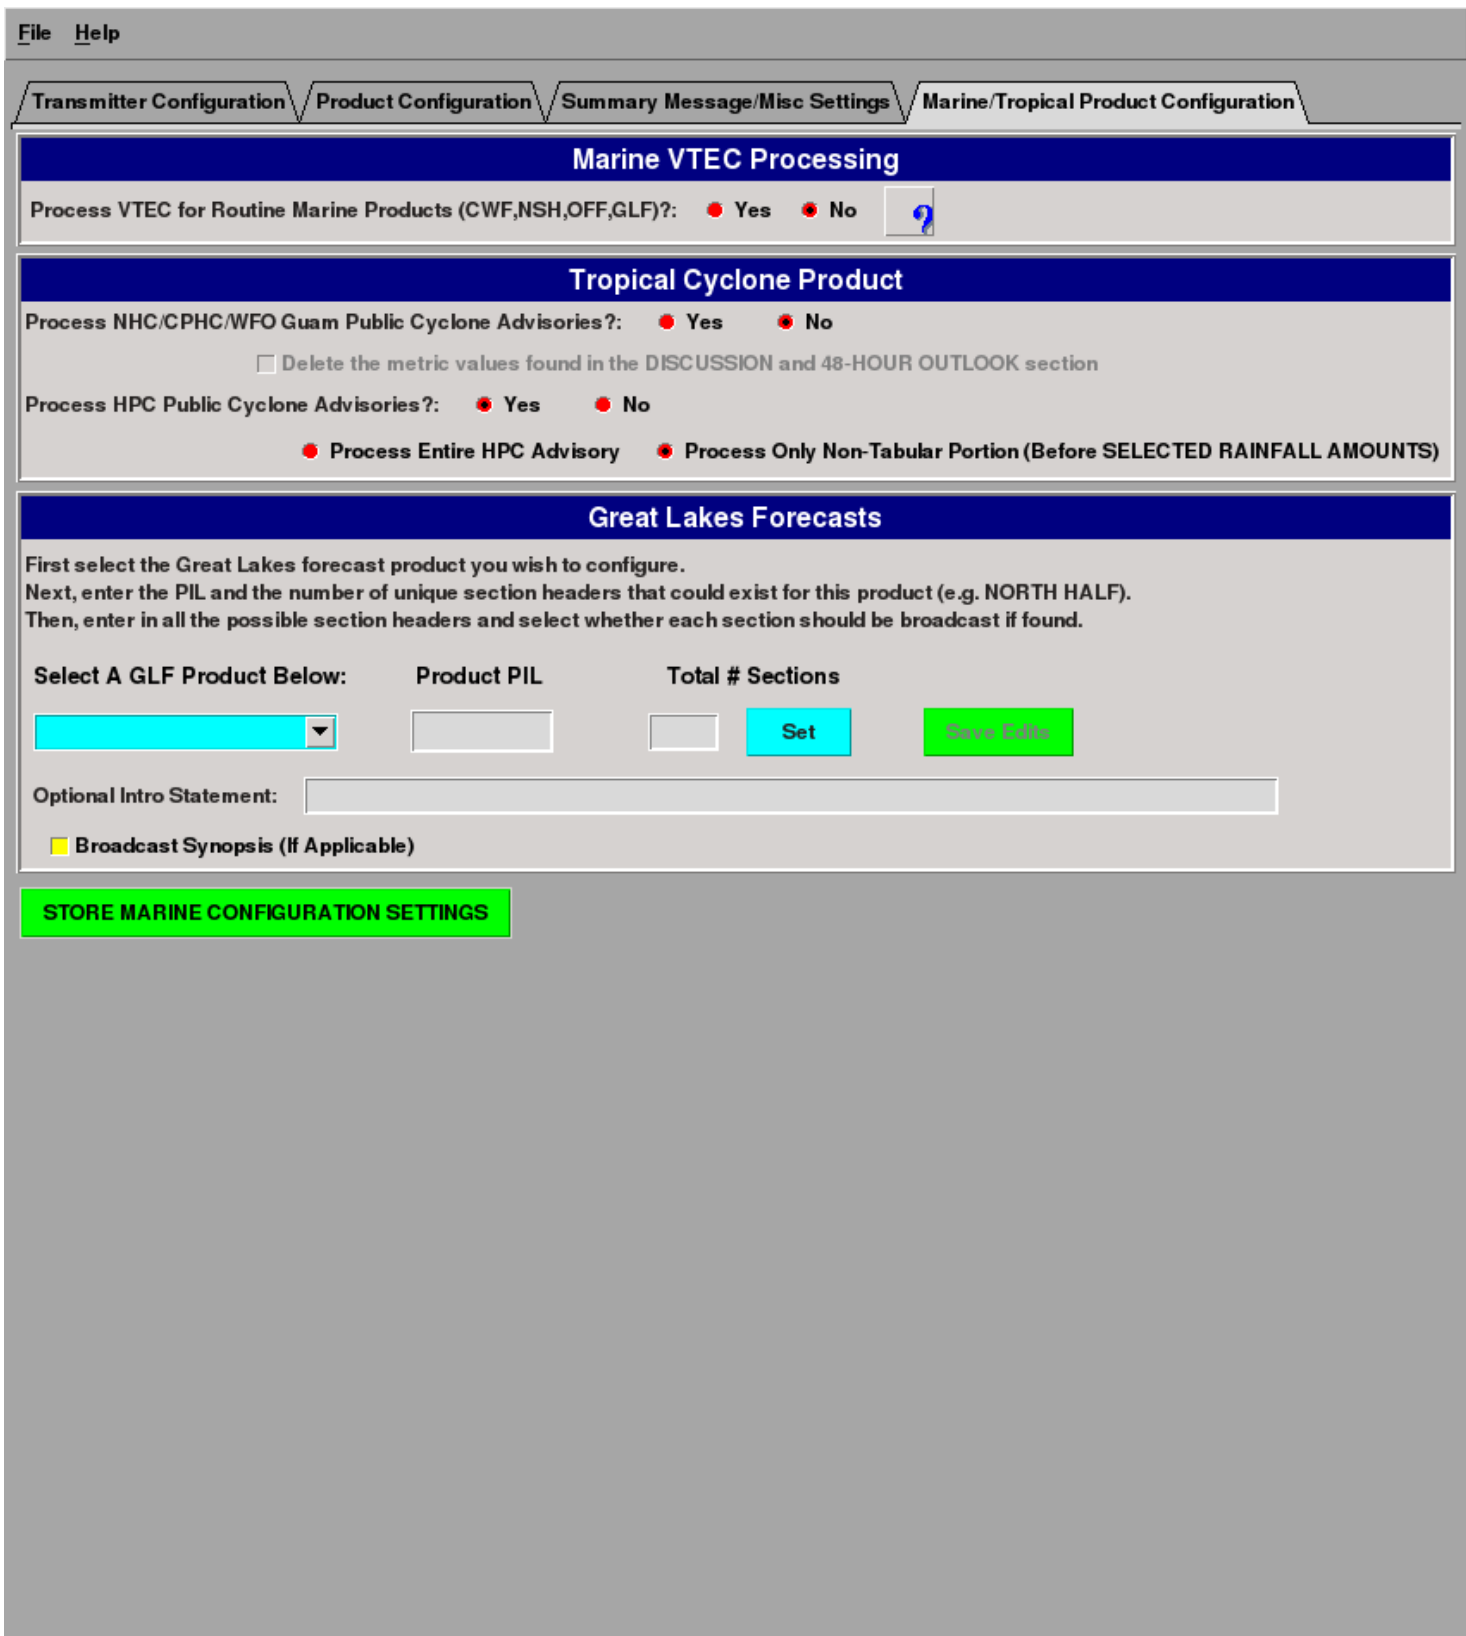 File Help
Transmitter Configuration Product Configuration Summary Message/Misc Settings Marine/Tropical Product Configuration
Marine VTEC Processing
Process VTEC for Routine Marine Products (CWF,NSH,OFF,GLF)?: Yes No ?
Tropical Cyclone Product
Process NHC/CPHC/WFO Guam Public Cyclone Advisories?: Yes No
Delete the metric values found in the DISCUSSION and 48-HOUR OUTLOOK section
Process HPC Public Cyclone Advisories?: Yes No
Process Entire HPC Advisory Process Only Non-Tabular Portion (Before SELECTED RAINFALL AMOUNTS)
Great Lakes Forecasts
First select the Great Lakes forecast product you wish to configure.
Next, enter the PIL and the number of unique section headers that could exist for this product (e.g. NORTH HALF).
Then, enter in all the possible section headers and select whether each section should be broadcast if found.
Select A GLF Product Below: Product PIL Total # Sections
Set Save Edits
Optional Intro Statement:
Broadcast Synopsis (If Applicable)
STORE MARINE CONFIGURATION SETTINGS